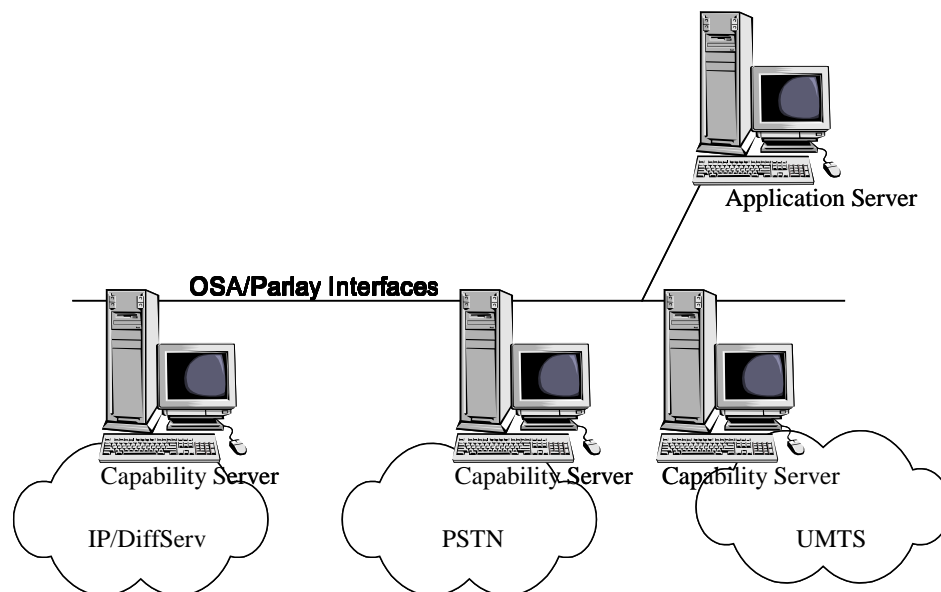 Application Server
OSA/Parlay Interfaces
Capability Server
Capability Server
Capability Server
IP/DiffServ
PSTN
UMTS